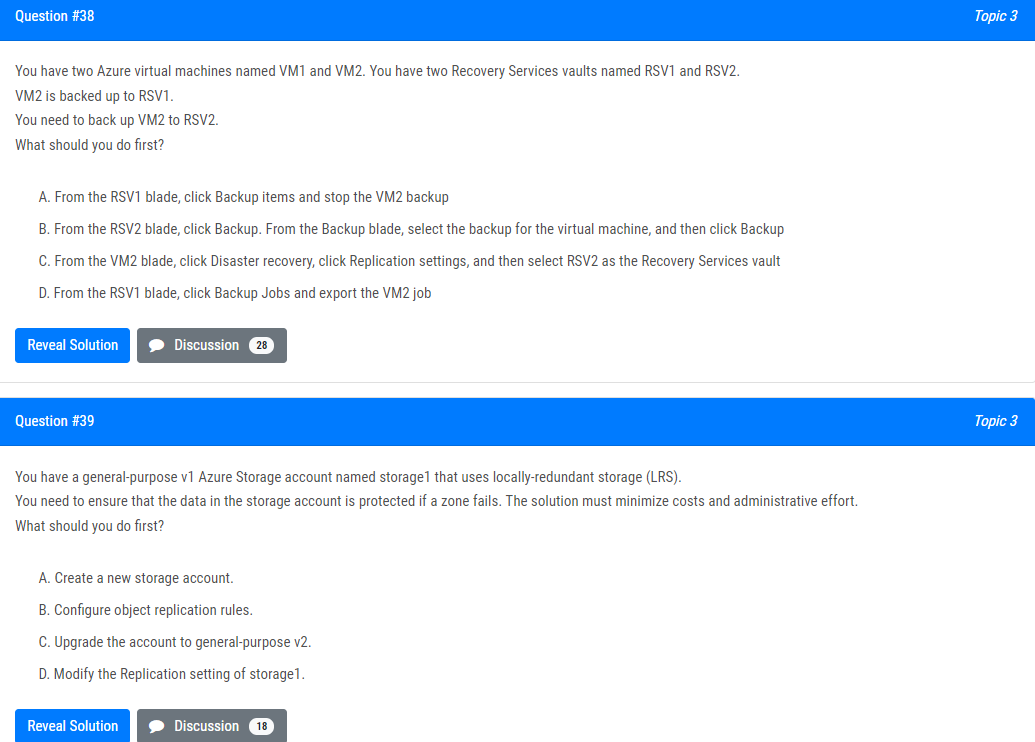 Question #38
Topic 3
You have two Azure virtual machines named VM1 and VM2. You have two Recovery Services vaults named RSV1 and RSV2.
VM2 is backed up to RSV1.
You need to back up VM2 to RSV2.
What should you do first?
A. From the RSV1 blade, click Backup items and stop the VM2 backup
B. From the RSV2 blade, click Backup. From the Backup blade, select the backup for the virtual machine, and then click Backup
C. From the VM2 blade, click Disaster recovery, click Replication settings, and then select RSV2 as the Recovery Services vault
D. From the RSV1 blade, click Backup Jobs and export the VM2 job
Reveal Solution
Discussion 28
Question #39
Topic 3
You have a general-purpose v1 Azure Storage account named storage1 that uses locally-redundant storage (LRS).
You need to ensure that the data in the storage account is protected if a zone fails. The solution must minimize costs and administrative effort.
What should you do first?
A. Create a new storage account.
B. Configure object replication rules.
C. Upgrade the account to general-purpose v2.
D. Modify the Replication setting of storage1.
Reveal Solution
Discussion 18